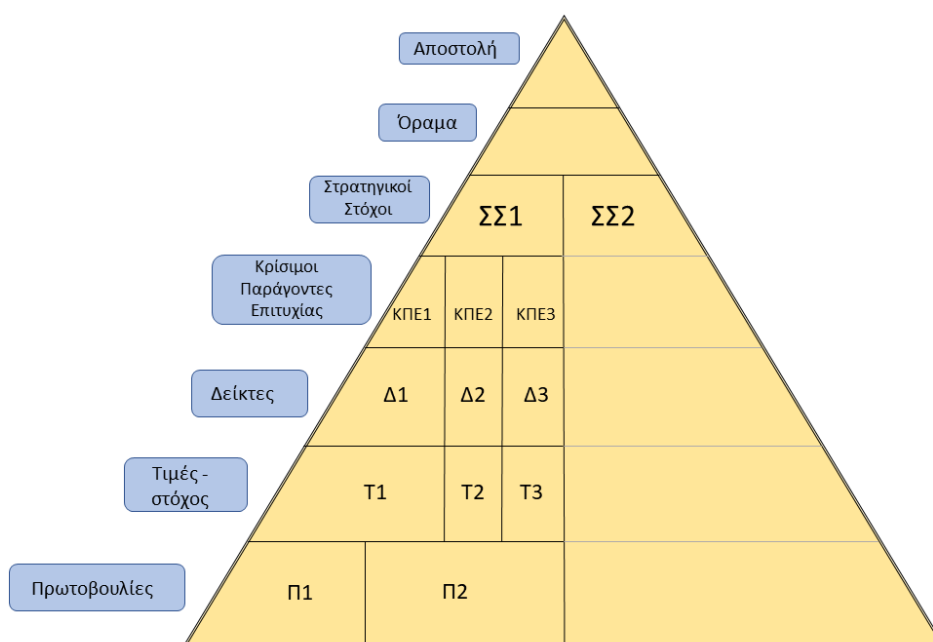 Αποστολή
Όραμα
Στρατηγικοί
Στόχοι
ΣΣ1 ΣΣ2
Κρίσιμοι
Παράγοντες
Επιτυχίας
ΚΠΕ1 ΚΠΕ2 ΚΠΕ3
Δείκτες
Δ1 Δ2 Δ3
Τιμές -
στόχος
Τ1 Τ2 Τ3
Πρωτοβουλίες
Π1 Π2